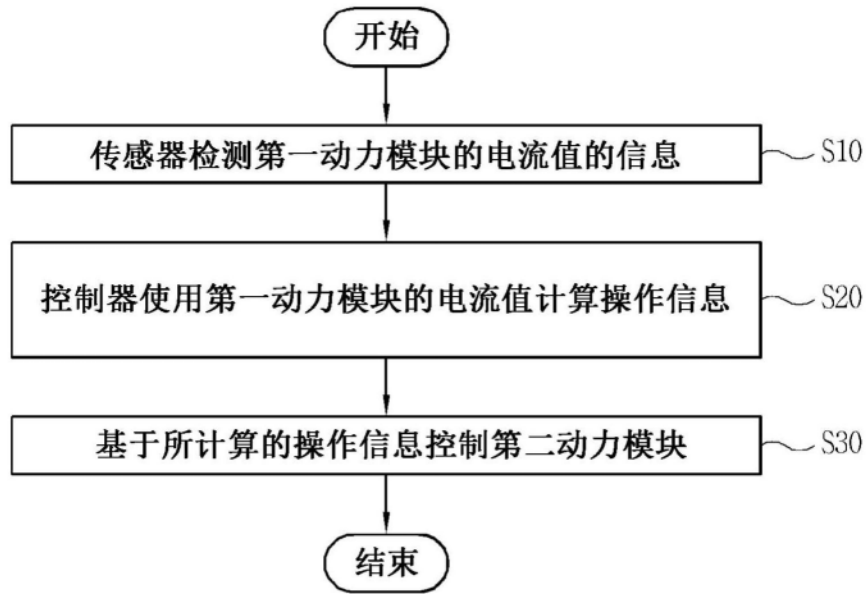 开始
传感器检测第一动力模块的电流值的信息
S10
控制器使用第一动力模块的电流值计算操作信息
S20
基于所计算的操作信息控制第二动力模块
S30
结束